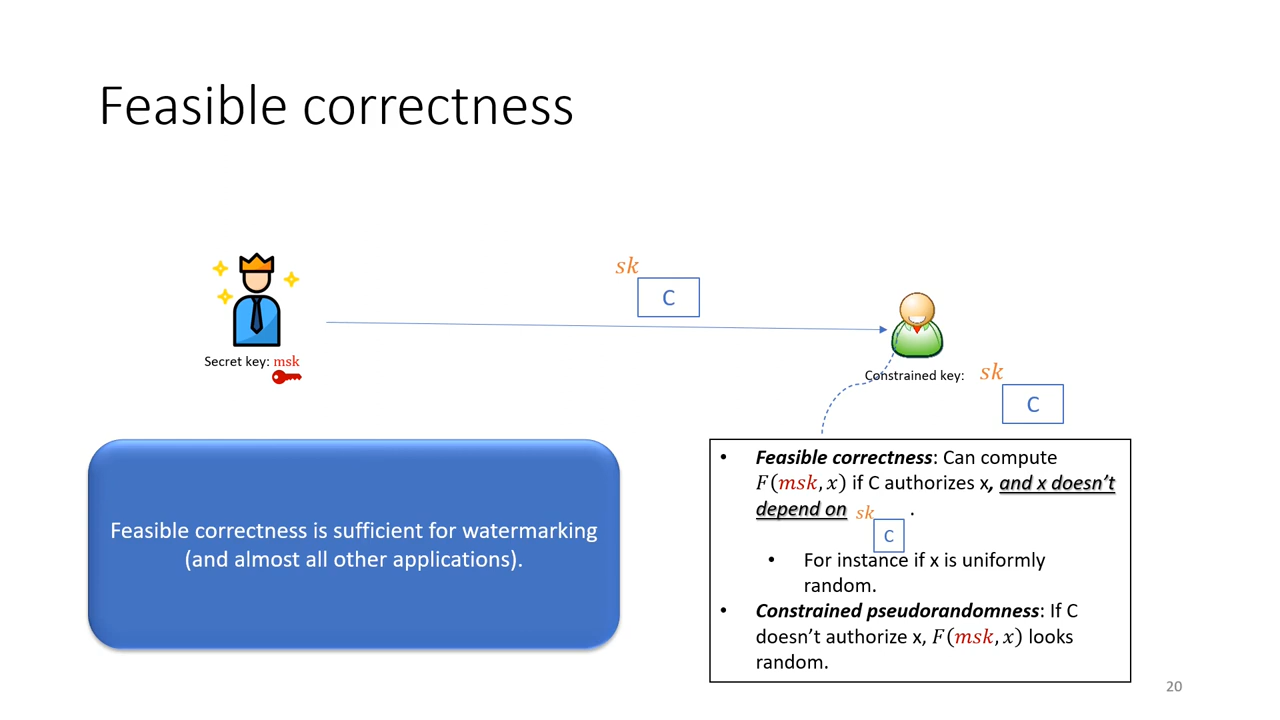 Feasible correctness
sk
C
Secret key: msk
Constrained key: sk
C
Feasible correctness is sufficient for watermarking
(and almost all other applications).
• Feasible correctness: Can compute
F(msk, x) if C authorizes x, and x doesn't
depend on sk .
C
• For instance if x is uniformly
random.
• Constrained pseudorandomness: If C
doesn't authorize x, F(msk, x) looks
random.
20